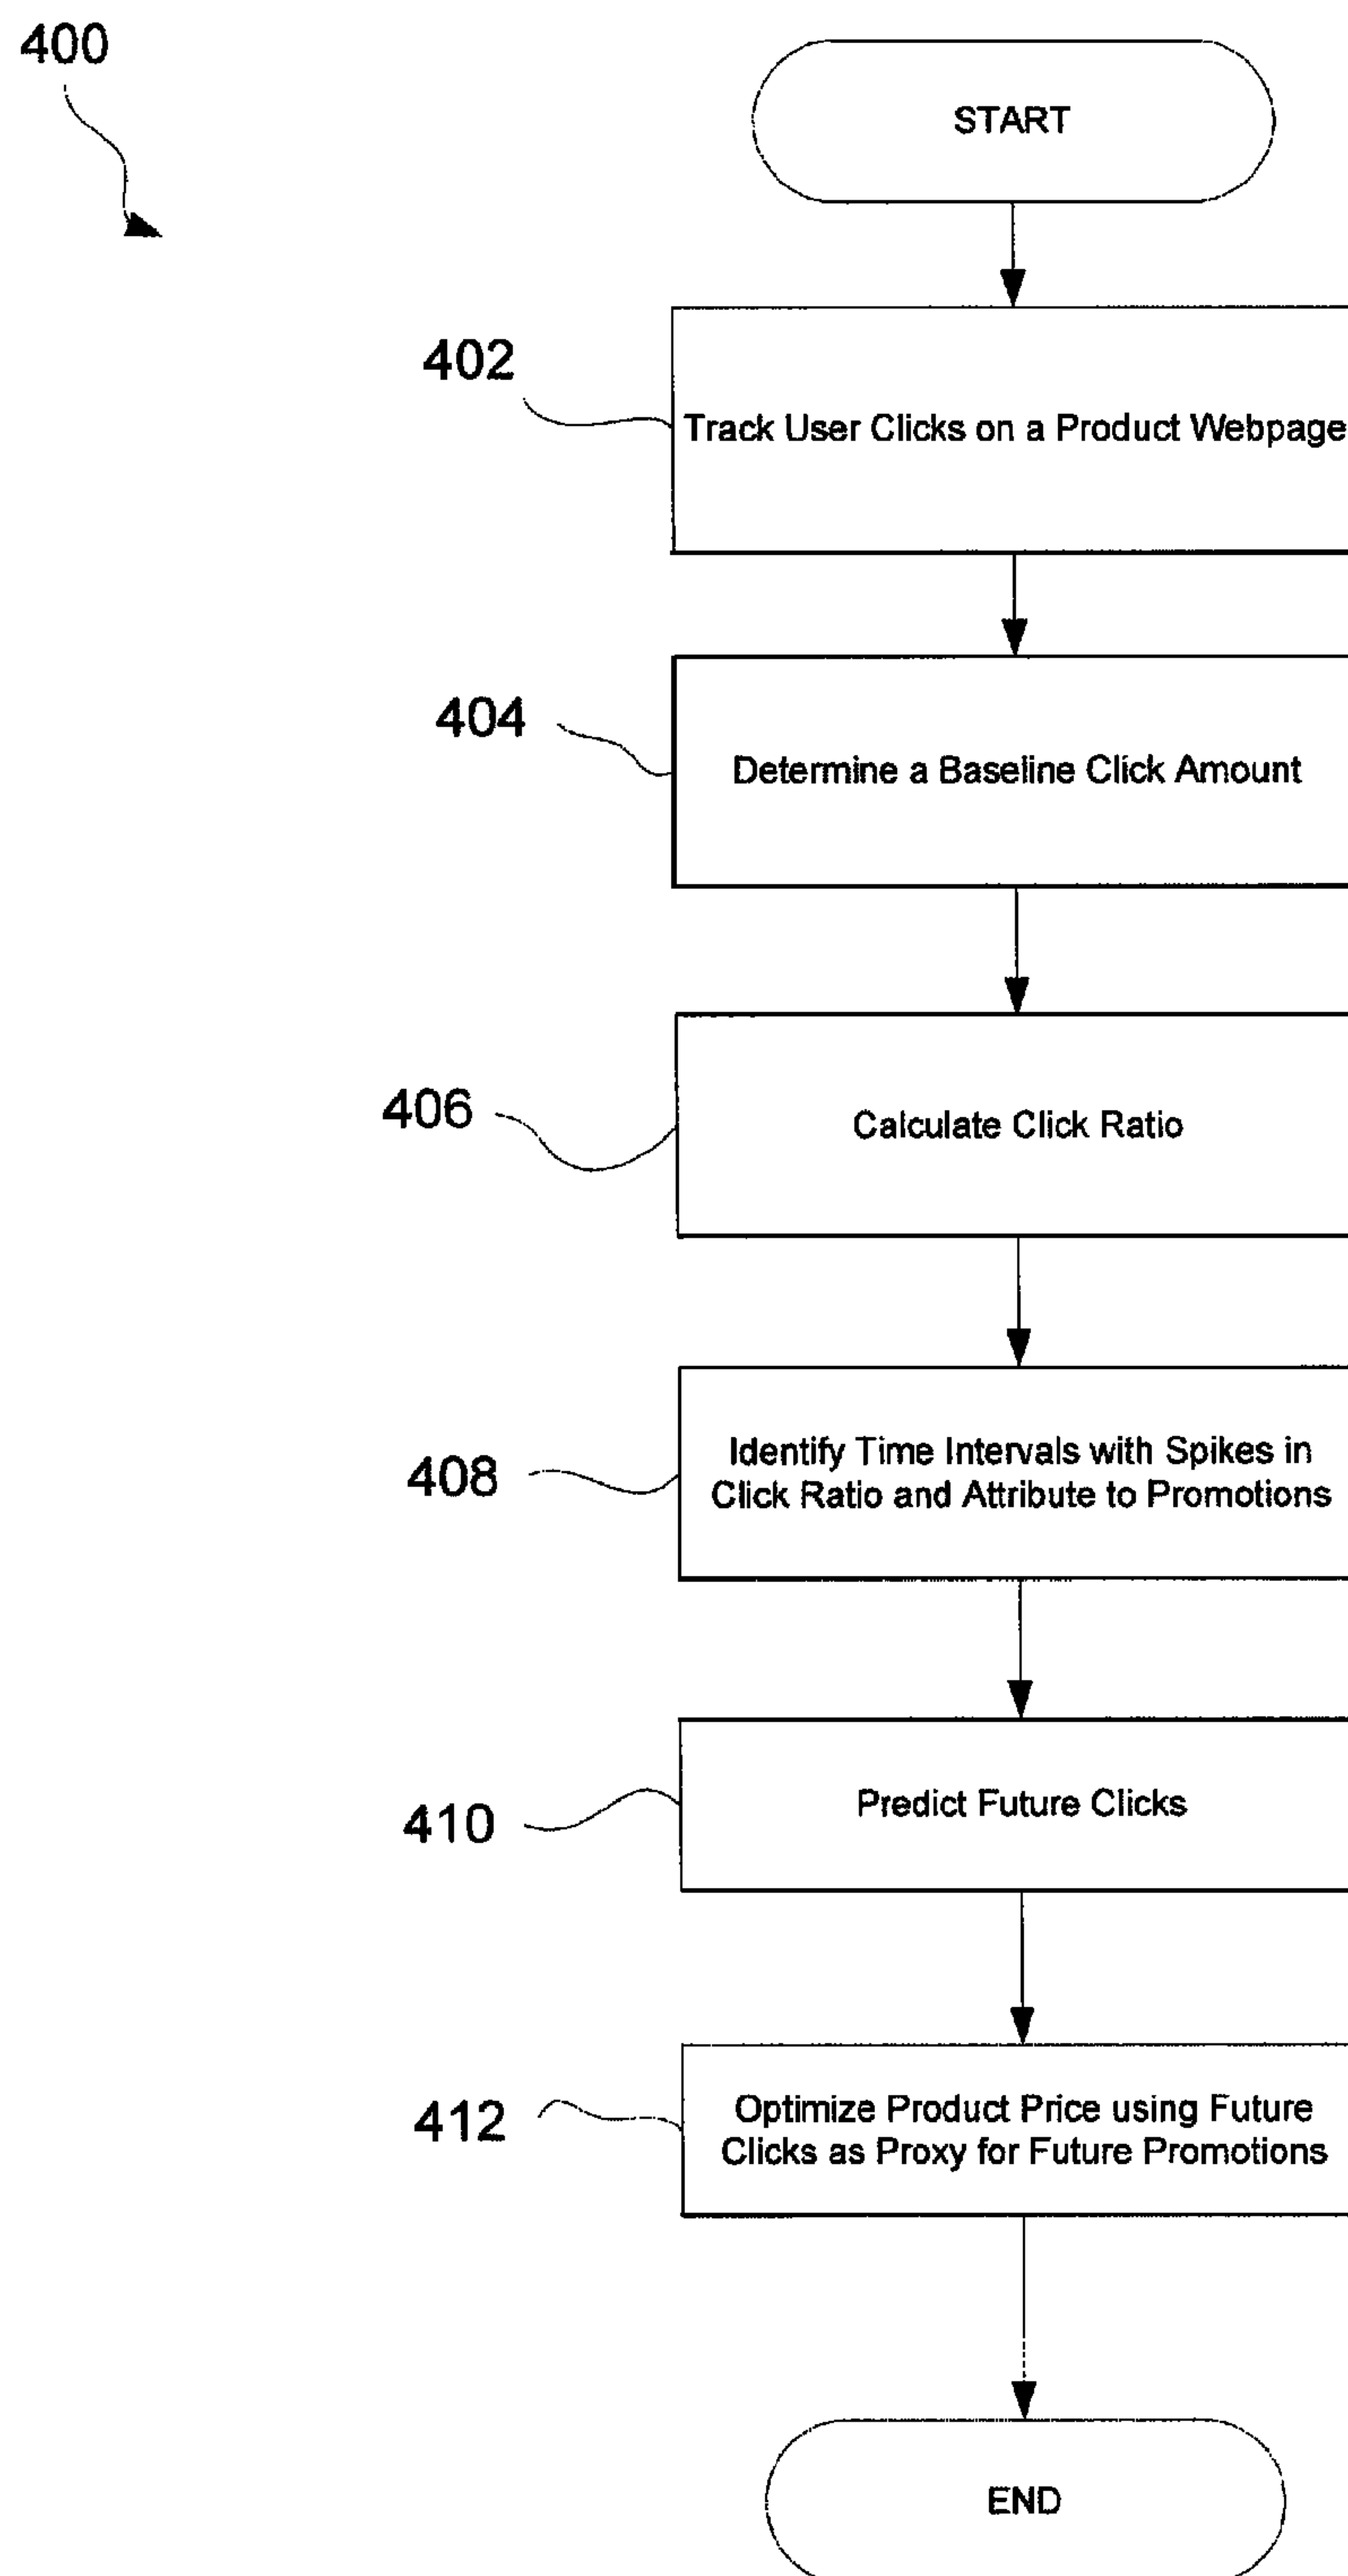 400
START
402
Track User Clicks on a Product Webpage
404
Determine a Baseline Click Amount
406
Calculate Click Ratio
408
Identify Time Intervals with Spikes in
Click Ratio and Attribute to Promotions
410
Predict Future Clicks
412
Optimize Product Price using Future
Clicks as Proxy for Future Promotions
END